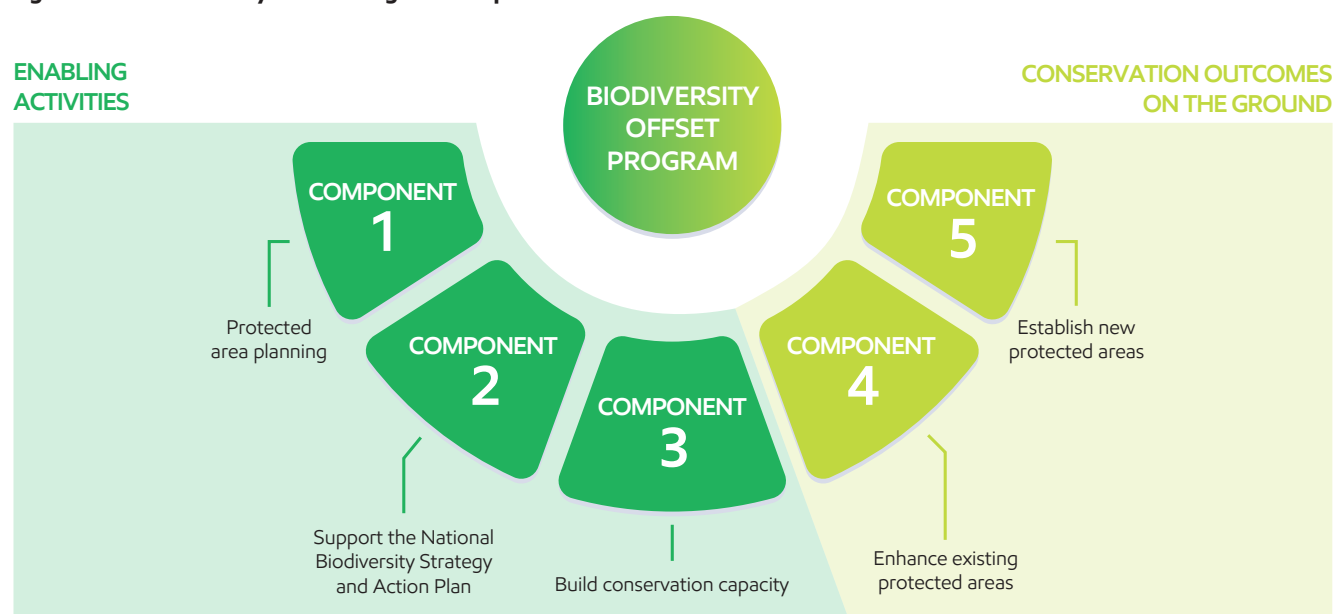 BIODIVERSITY
OFFSET
PROGRAM
ENABLING
ACTIVITIES
CONSERVATION OUTCOMES
ON THE GROUND
COMPONENT
1
Protected
area planning
COMPONENT
2
Support the National
Biodiversity Strategy
and Action Plan
COMPONENT
3
Build conservation capacity
COMPONENT
4
Enhance existing
protected areas
COMPONENT
5
Establish new
protected areas